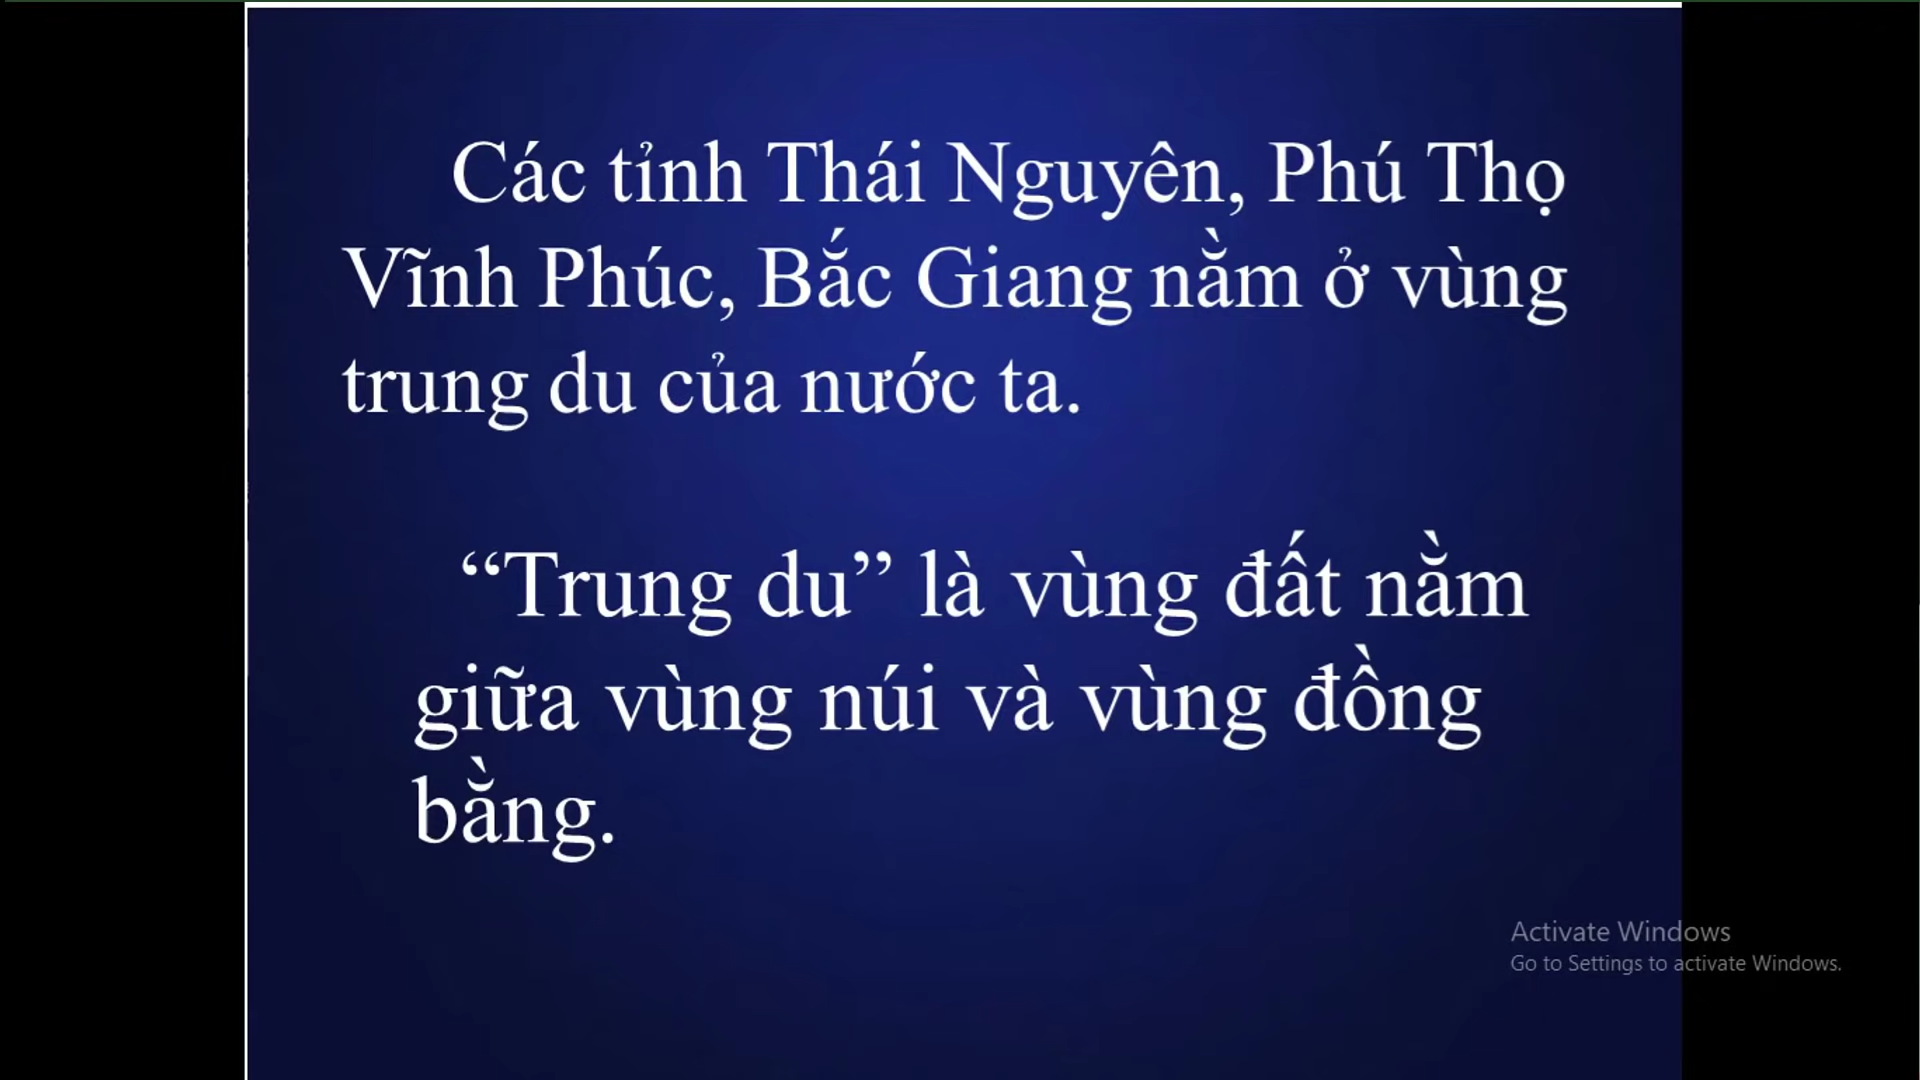 Các tỉnh Thái Nguyên, Phú Thọ
Vĩnh Phúc, Bắc Giang nằm ở vùng
trung du của nước ta.
“Trung du” là vùng đất nằm
giữa vùng núi và vùng đồng
bằng.
Activate Windows
Go to Settings to activate Windows.